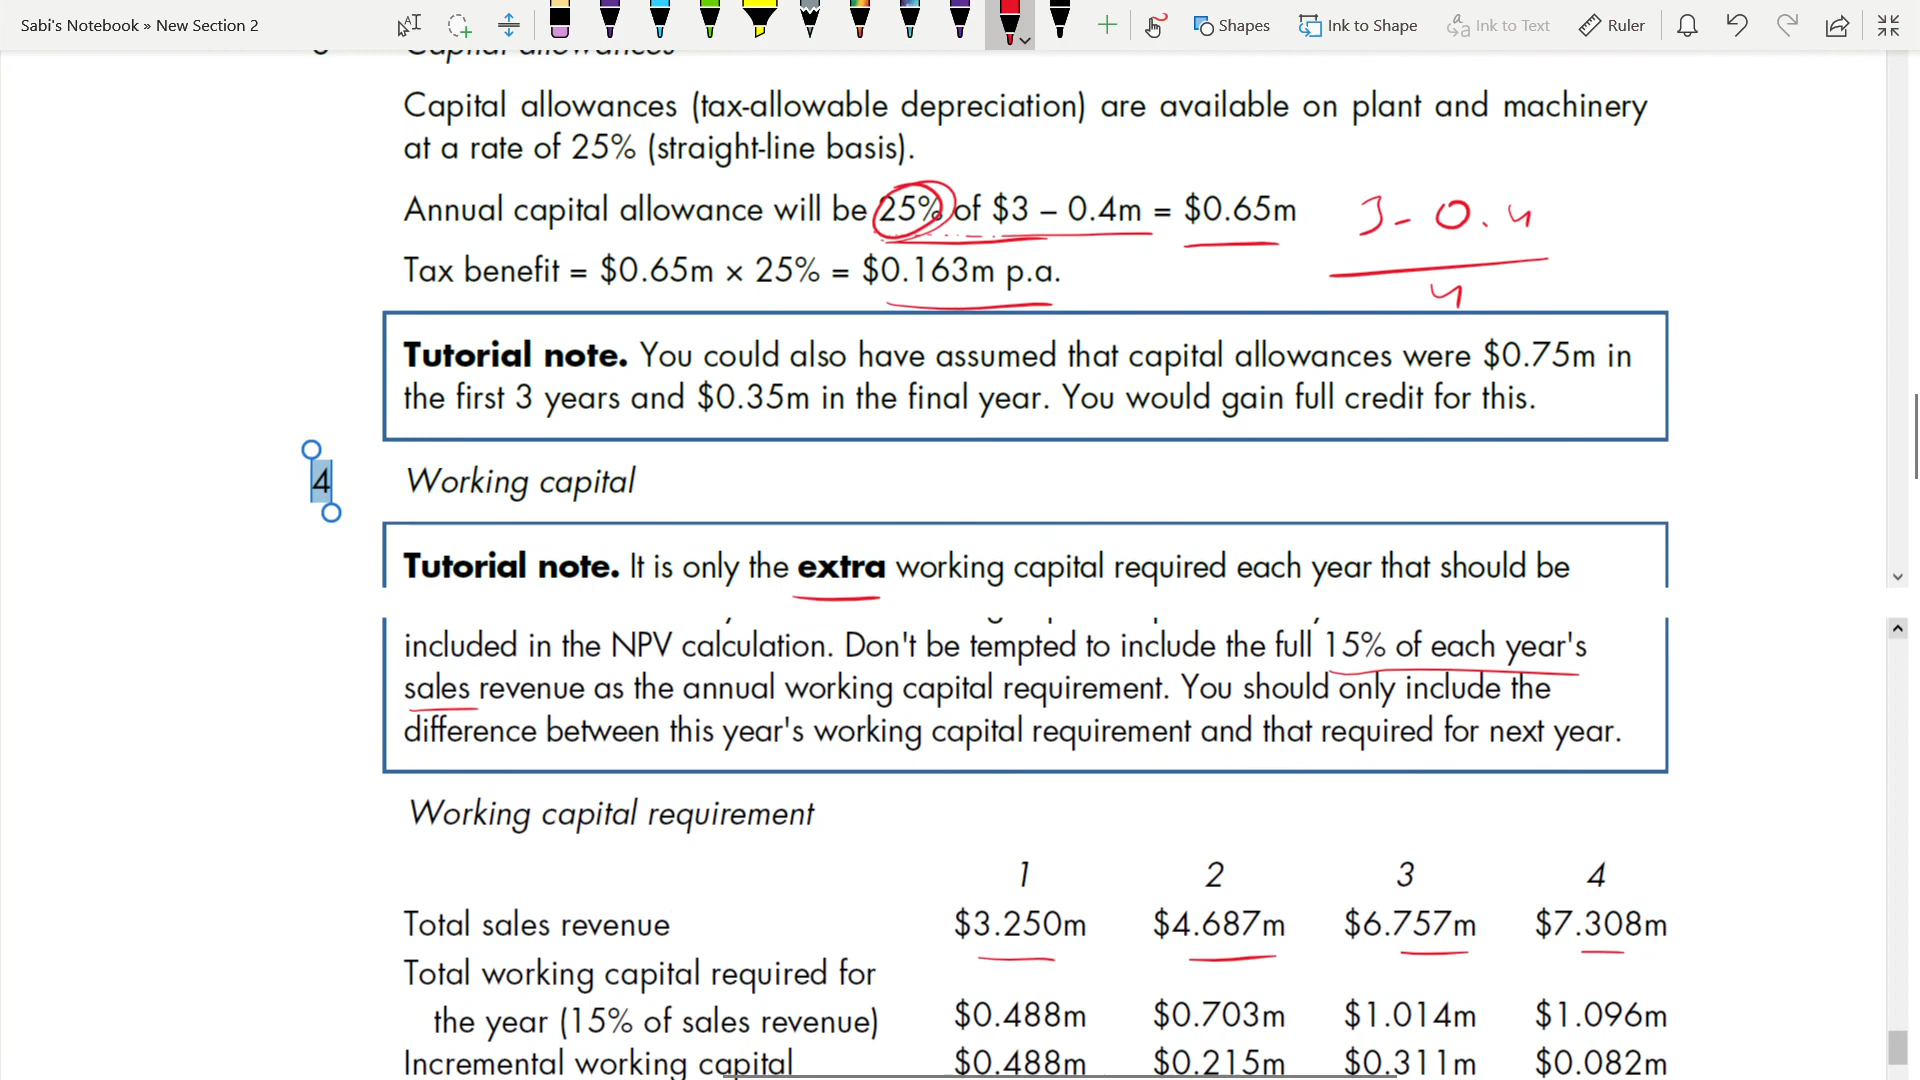 Sabi's Notebook » New Section 2
Shapes
Ink to Shape
Ink to Text
Ruler
Capital allowances
Capital allowances (tax-allowable depreciation) are available on plant and machinery
at a rate of 25% (straight-line basis).
Annual capital allowance will be 25% of $3 – 0.4m = $0.65m
3 - 0.4
4
Tax benefit = $0.65m × 25% = $0.163m p.a.
Tutorial note. You could also have assumed that capital allowances were $0.75m in
the first 3 years and $0.35m in the final year. You would gain full credit for this.
4 Working capital
Tutorial note. It is only the extra working capital required each year that should be
included in the NPV calculation. Don't be tempted to include the full 15% of each year's
sales revenue as the annual working capital requirement. You should only include the
difference between this year's working capital requirement and that required for next year.
Working capital requirement
1 2 3 4
Total sales revenue $3.250m $4.687m $6.757m $7.308m
Total working capital required for
the year (15% of sales revenue) $0.488m $0.703m $1.014m $1.096m
Incremental working capital $0.488m $0.215m $0.311m $0.082m